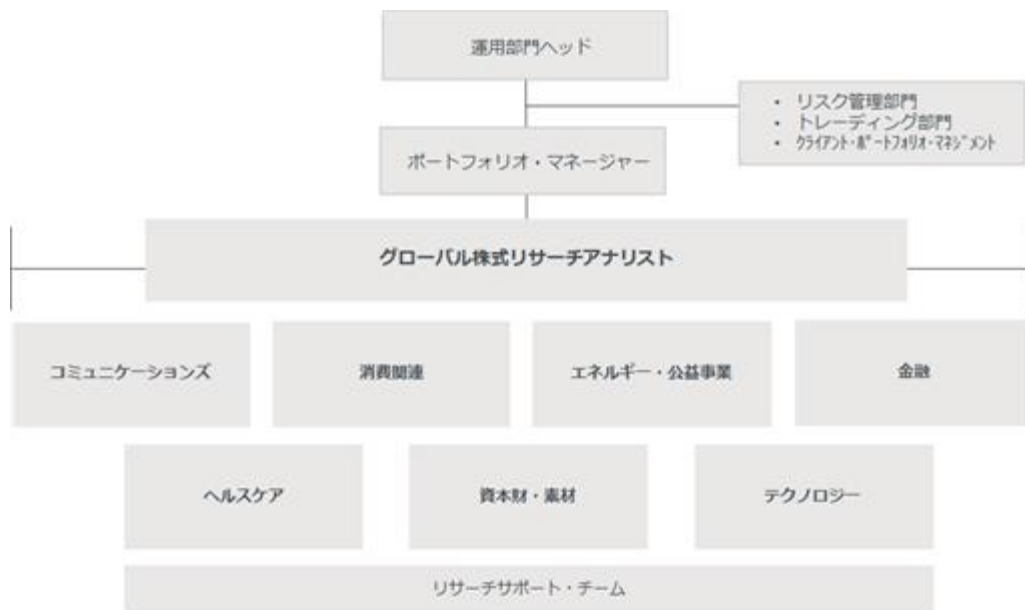 運用部門ヘッド
• リスク管理部門
• トレーディング部門
• クライアント・ポートフォリオ・マネジメント
ポートフォリオ・マネージャー
グローバル株式リサーチアナリスト
コミュニケーションズ
消費関連
エネルギー・公益事業
金融
ヘルスケア
資本財・素材
テクノロジー
リサーチサポート・チーム